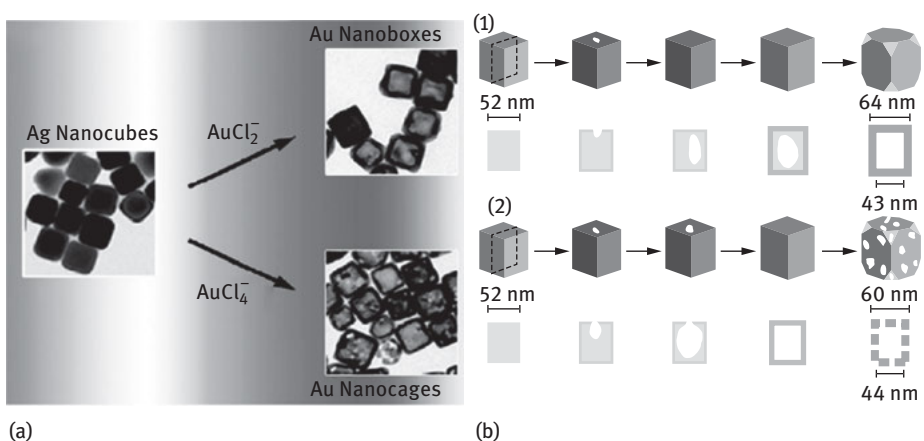 Au Nanoboxes
Ag Nanocubes
AuCl₂⁻
AuCl₄⁻
Au Nanocages
(a)
(1)
52 nm
64 nm
43 nm
(2)
52 nm
60 nm
44 nm
(b)